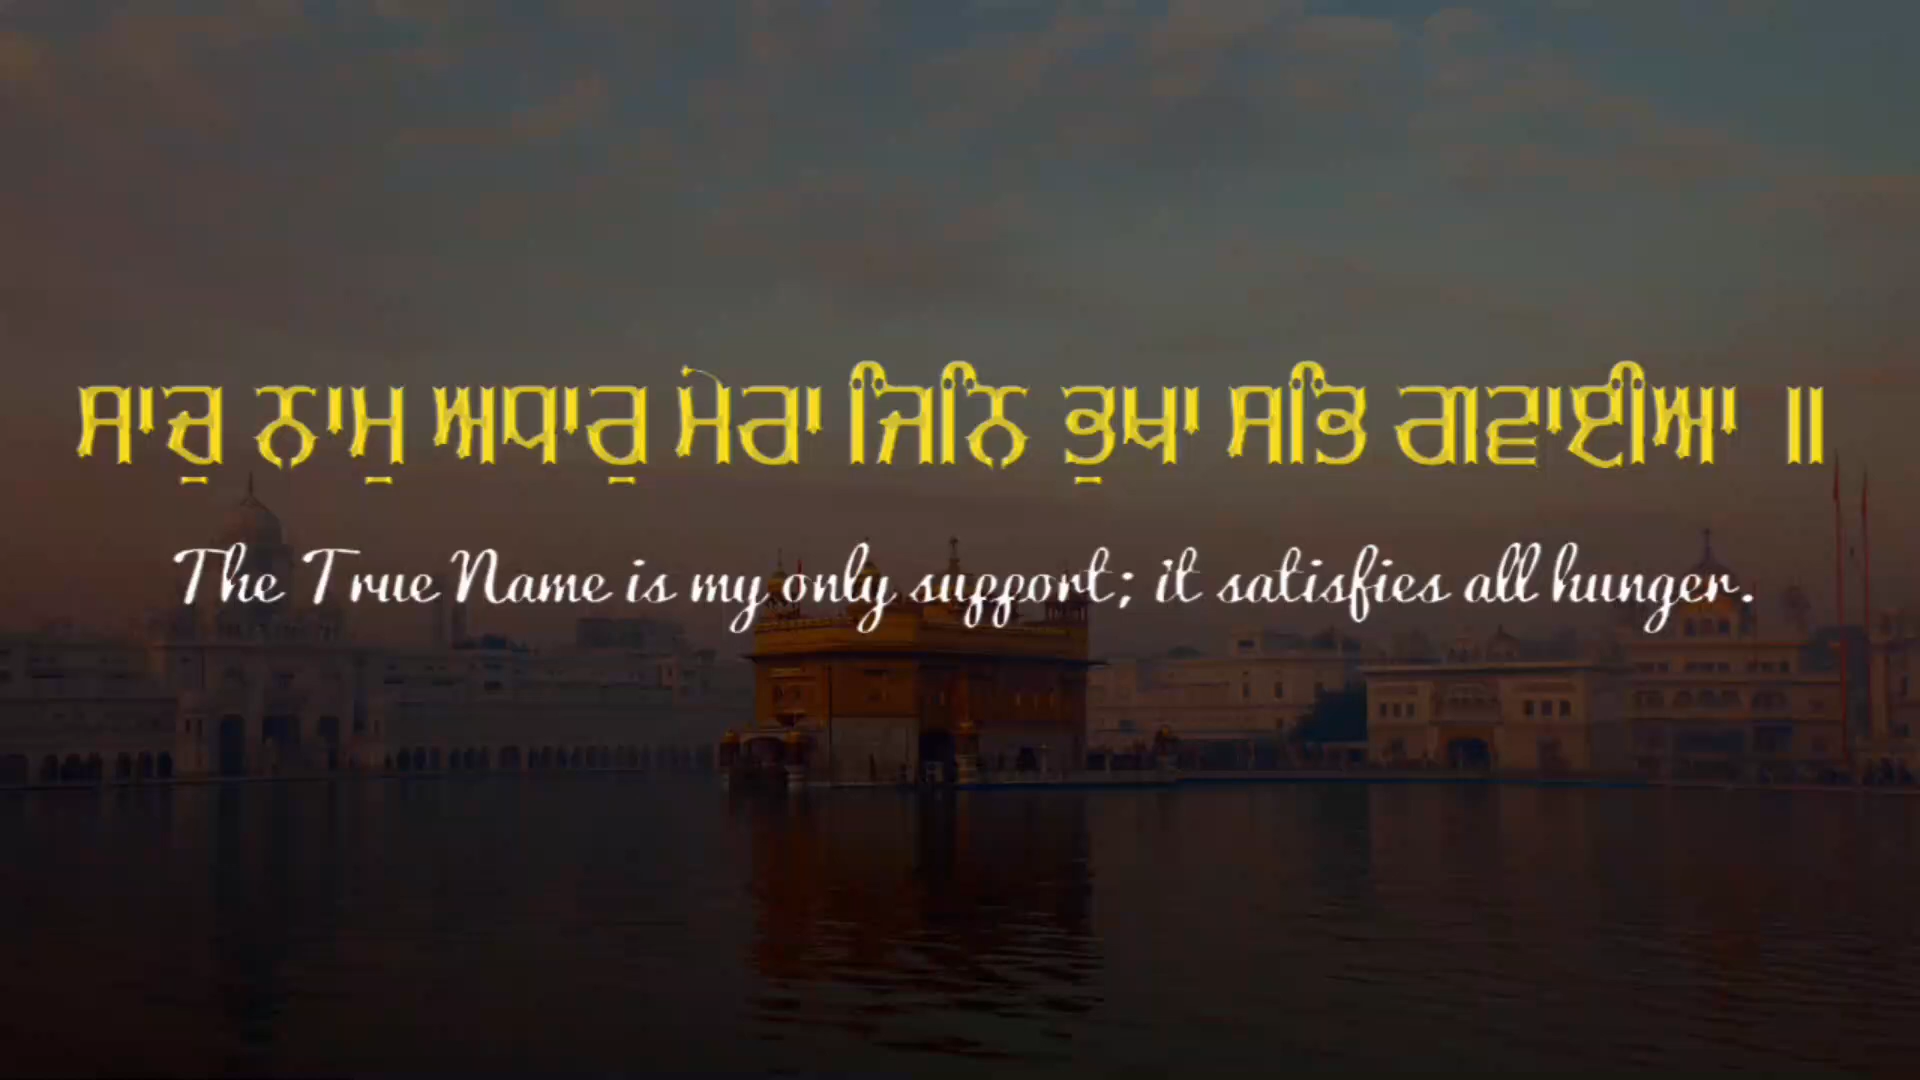 ਸਾਚੁ ਨਾਮੁ ਅਧਾਰੁ ਮੇਰਾ ਜਿਨਿ ਭੁਖਾ ਸਭਿ ਗਵਾਈਆ ॥
The True Name is my only support; it satisfies all hunger.